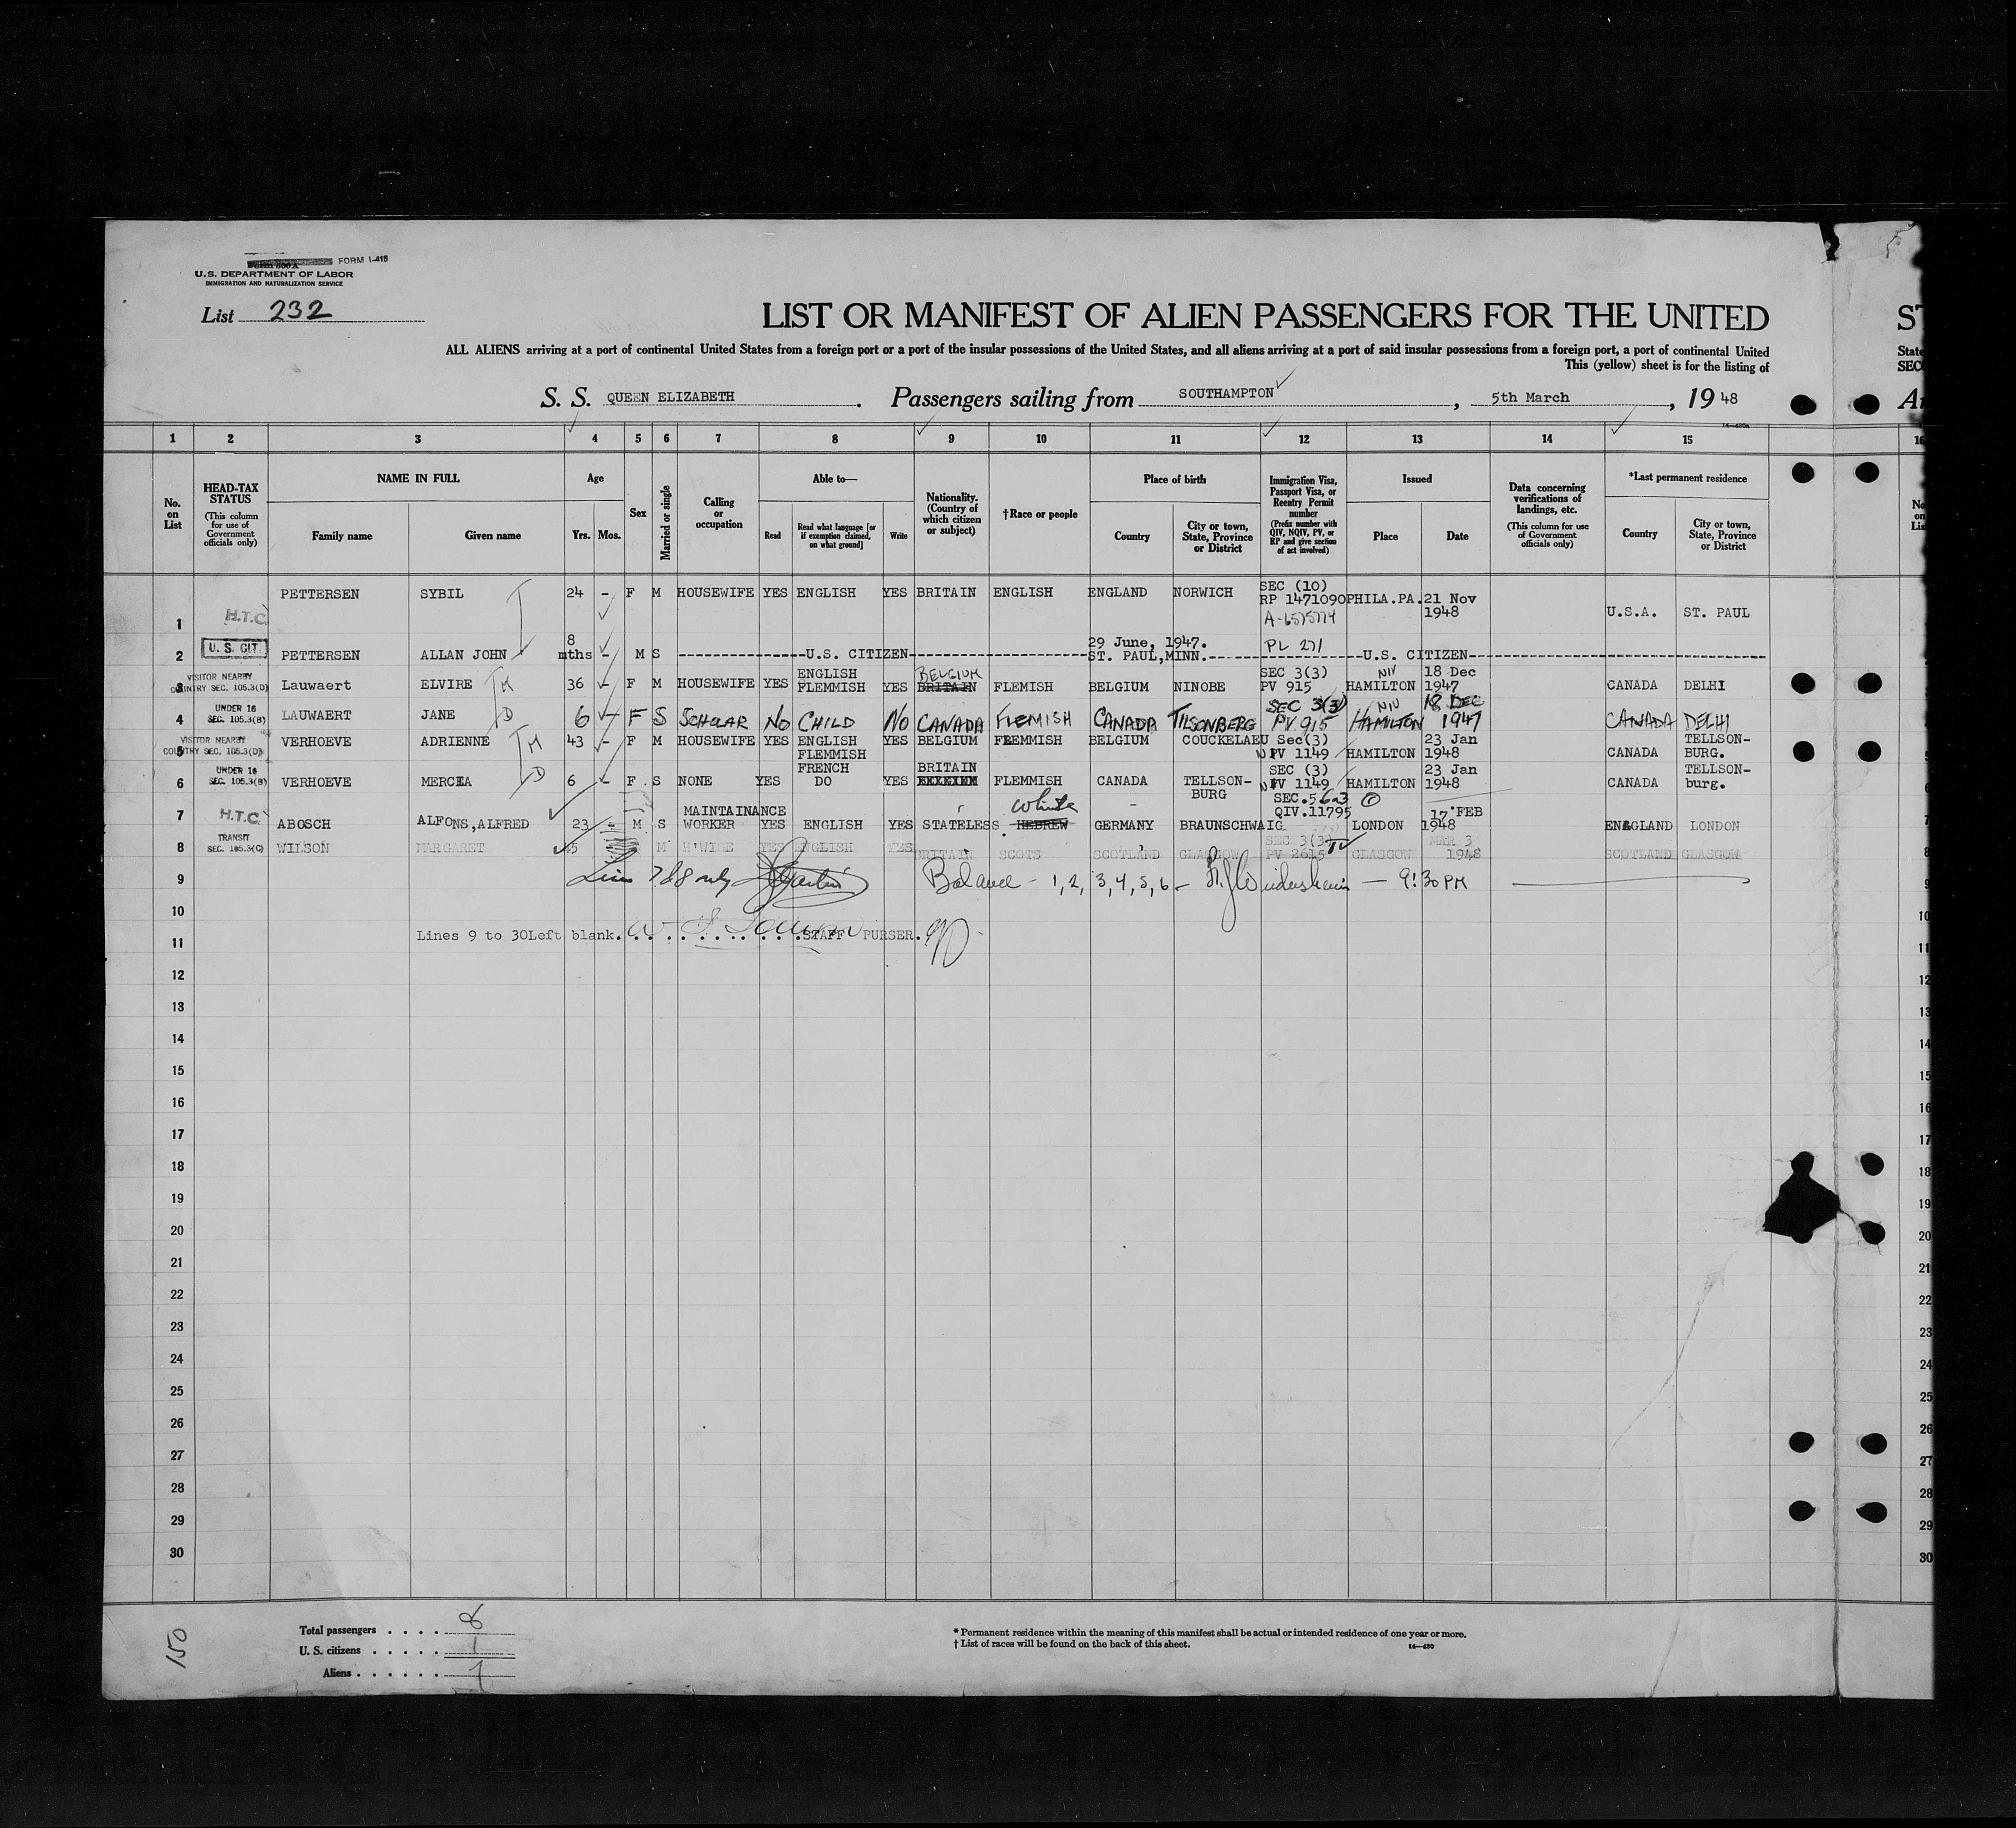 FORM I-415
U.S. DEPARTMENT OF LABOR
IMMIGRATION AND NATURALIZATION SERVICE
List 232
LIST OR MANIFEST OF ALIEN PASSENGERS FOR THE UNITED ST
ALL ALIENS arriving at a port of continental United States from a foreign port or a port of the insular possessions of the United States, and all aliens arriving at a port of said insular possessions from a foreign port, a port of continental United State
This (yellow) sheet is for the listing of SEC
S. S. QUEEN ELIZABETH. Passengers sailing from SOUTHAMPTON, 5th March, 1948
1 2 3 4 5 6 7 8 9 10 11 12 13 14 15 16
No. on List
HEAD-TAX STATUS (This column for use of Government officials only)
NAME IN FULL Family name Given name
Age Yrs. Mos.
Sex
Married or single
Calling or occupation
Able to— Read Read what language [or if exemption claimed, on what ground] Write
Nationality. (Country of which citizen or subject)
†Race or people
Place of birth Country City or town, State, Province or District
Immigration Visa, Passport Visa, or Reentry Permit number (Prefix number with QIV, NQIV, PV, or RP and give section of act involved)
Issued Place Date
Data concerning verifications of landings, etc. (This column for use of Government officials only)
*Last permanent residence Country City or town, State, Province or District
1 H.T.C. PETTERSEN SYBIL 24 - F M HOUSEWIFE YES ENGLISH YES BRITAIN ENGLISH ENGLAND NORWICH SEC (10) RP 1471090 PHILA.PA. 21 Nov 1948 U.S.A. ST. PAUL
2 U. S. CIT. PETTERSEN ALLAN JOHN 8 mths - M S U.S. CITIZEN 29 June, 1947. ST. PAUL, MINN. PL 271 U.S. CITIZEN
3 VISITOR NEARBY COUNTRY SEC. 105.3(D) Lauwaert ELVIRE M 36 - F M HOUSEWIFE YES ENGLISH FLEMMISH YES BELGIUM BRITAIN FLEMISH BELGIUM NINOBE SEC 3(3) PV 915 NIV HAMILTON 18 Dec 1947 CANADA DELHI
4 UNDER 16 SEC. 105.3(B) LAUWAERT JANE D 6 - F S SCHOLAR NO CHILD NO CANADA FLEMISH CANADA TILSONBERG SEC 3(3) PV 915 NIV HAMILTON 18 DEC 1947 CANADA DELHI
5 VISITOR NEARBY COUNTRY SEC. 105.3(D) VERHOEVE ADRIENNE M 43 - F M HOUSEWIFE YES ENGLISH FLEMMISH FRENCH YES BELGIUM FLEMMISH BELGIUM COUCKELAEU Sec(3) PV 1149 HAMILTON 23 Jan 1948 CANADA TELLSON-BURG.
6 UNDER 16 SEC. 105.3(B) VERHOEVE D 6 - F S NONE YES DO YES BRITAIN BELGIUM FLEMMISH CANADA TELLSON-BURG SEC (3) PV 1149 HAMILTON 23 Jan 1948 CANADA TELLSON-burg.
7 H.T.C. ABOSCH ALFONS, ALFRED 23 - M S MAINTAINANCE WORKER YES ENGLISH YES STATELESS white HEBREW GERMANY BRAUNSCHWAIG QIV.11795 LONDON 17 FEB 1948 ENGLAND LONDON
8 TRANSIT SEC. 105.3(C) WILSON MARGARET M H'WIFE YES ENGLISH YES BRITAIN SCOTS SCOTLAND GLASGOW SEC 3(3) PV 2615 GLASGOW MAR 3 1948 SCOTLAND GLASGOW
9 Lines 7 & 8 only Balance - 1, 2, 3, 4, 5, 6 - 9:30 PM
10
11 Lines 9 to 30Left blank. STAFF PURSER.
12
13
14
15
16
17
18
19
20
21
22
23
24
25
26
27
28
29
30
150
Total passengers . . . . 8
U. S. citizens . . . . . 1
Aliens . . . . . . 7
* Permanent residence within the meaning of this manifest shall be actual or intended residence of one year or more.
† List of races will be found on the back of this sheet. 14—430